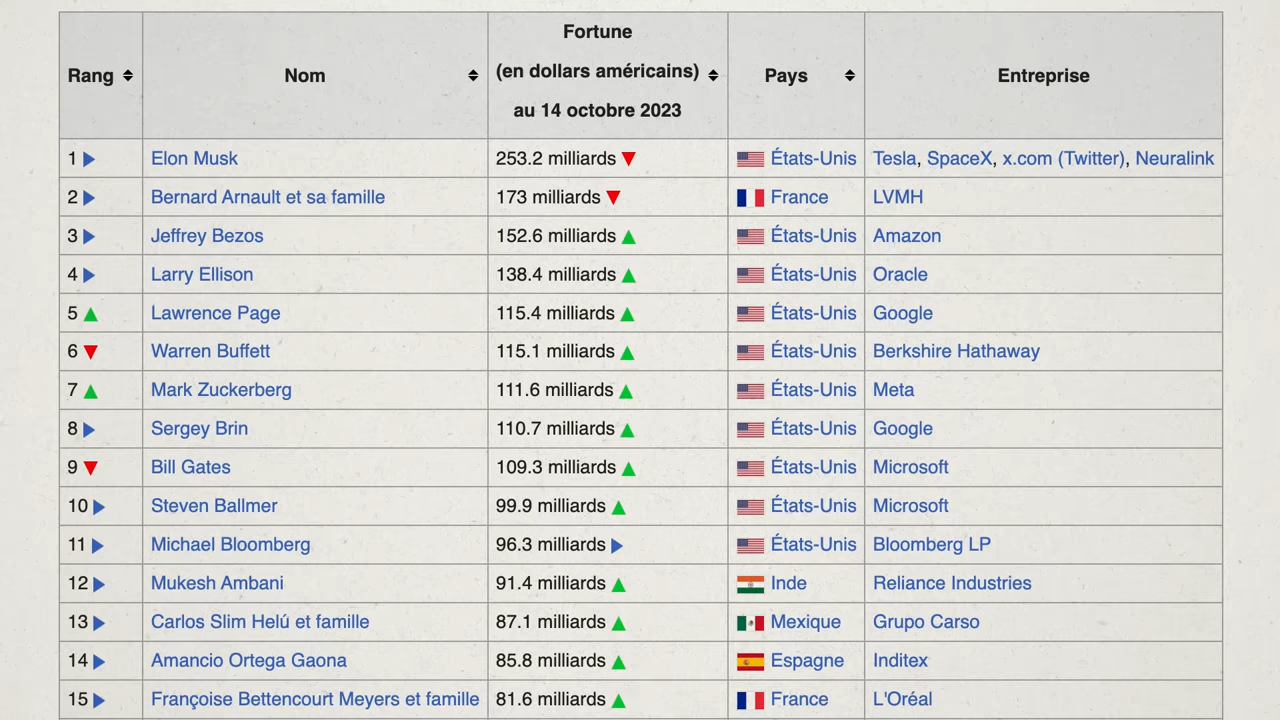 Rang Nom Fortune (en dollars américains) au 14 octobre 2023 Pays Entreprise
1 Elon Musk 253.2 milliards États-Unis Tesla, SpaceX, x.com (Twitter), Neuralink
2 Bernard Arnault et sa famille 173 milliards France LVMH
3 Jeffrey Bezos 152.6 milliards États-Unis Amazon
4 Larry Ellison 138.4 milliards États-Unis Oracle
5 Lawrence Page 115.4 milliards États-Unis Google
6 Warren Buffett 115.1 milliards États-Unis Berkshire Hathaway
7 Mark Zuckerberg 111.6 milliards États-Unis Meta
8 Sergey Brin 110.7 milliards États-Unis Google
9 Bill Gates 109.3 milliards États-Unis Microsoft
10 Steven Ballmer 99.9 milliards États-Unis Microsoft
11 Michael Bloomberg 96.3 milliards États-Unis Bloomberg LP
12 Mukesh Ambani 91.4 milliards Inde Reliance Industries
13 Carlos Slim Helú et famille 87.1 milliards Mexique Grupo Carso
14 Amancio Ortega Gaona 85.8 milliards Espagne Inditex
15 Françoise Bettencourt Meyers et famille 81.6 milliards France L'Oréal